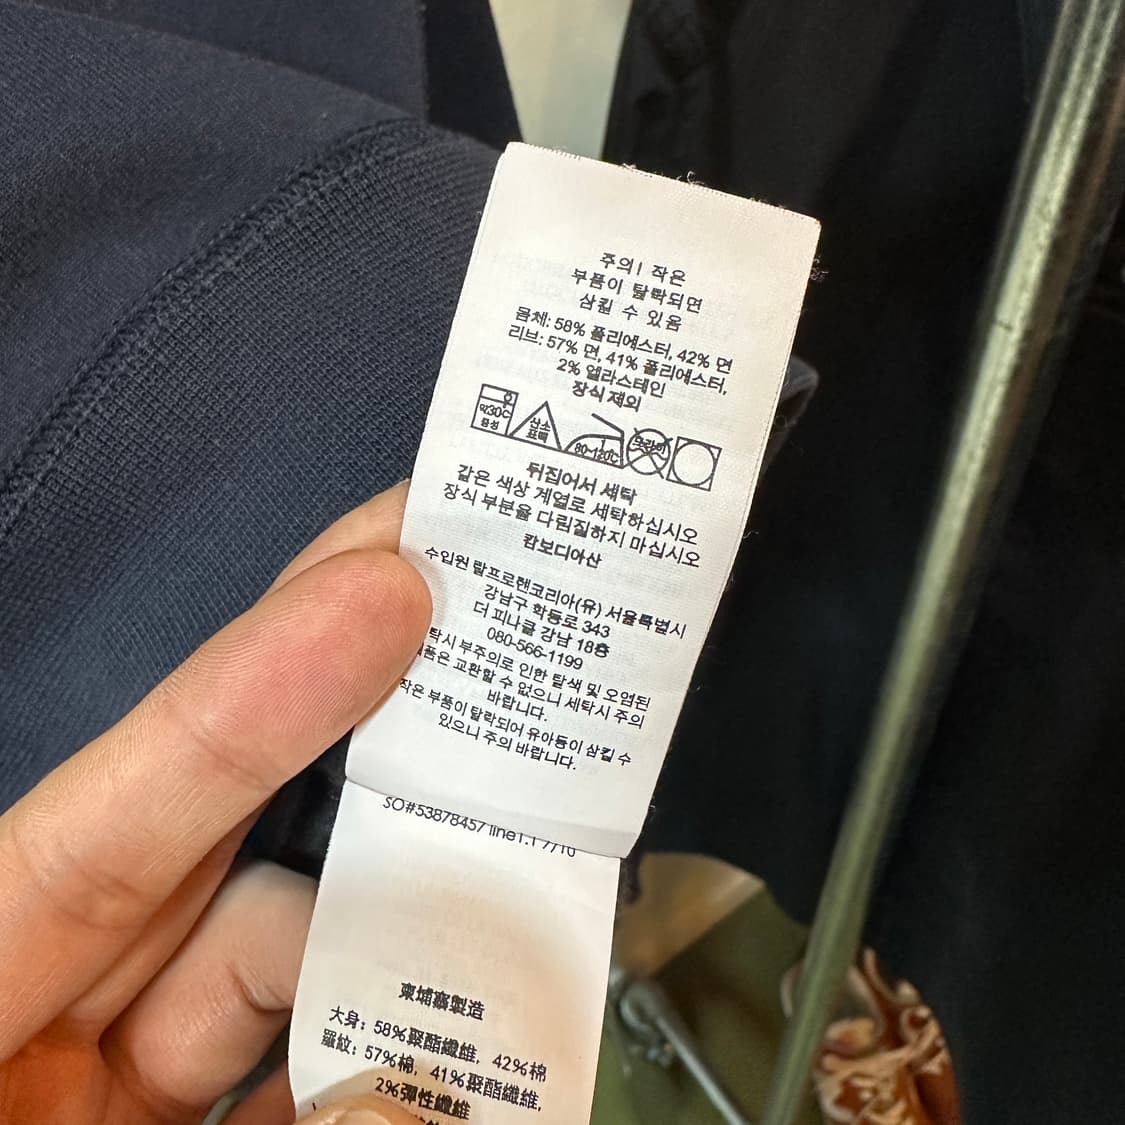 주의! 작은
부품이 탈락되면
삼킬 수 있음
몸체: 58% 폴리에스터, 42% 면
리브: 57% 면, 41% 폴리에스터,
2% 엘라스테인
장식 제외
약30℃
중성
산소
표백
80~120℃
드라이
뒤집어서 세탁
같은 색상 계열로 세탁하십시오
장식 부분을 다림질하지 마십시오
캄보디아산
수입원 랄프로렌코리아(유) 서울특별시
강남구 학동로 343
더 피나클 강남 18층
080-566-1199
탁시 부주의로 인한 탈색 및 오염된
품은 교환할 수 없으니 세탁시 주의
바랍니다.
작은 부품이 탈락되어 유아등이 삼킬 수
있으니 주의 바랍니다.
SO#53878457 line1.1 7/10
柬埔寨製造
大身: 58%聚酯纖維, 42%棉
羅紋: 57%棉, 41%聚酯纖維,
2%彈性纖維